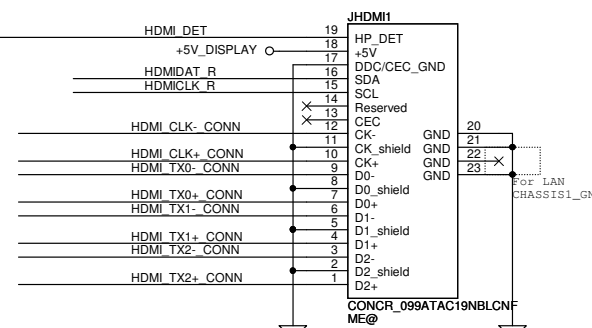 JHDMI1
HDMI_DET 19 HP_DET
+5V_DISPLAY 18 +5V
17 DDC/CEC_GND
HDMIDAT_R 16 SDA
HDMICLK_R 15 SCL
14 Reserved
13 CEC
HDMI_CLK-_CONN 12 CK- GND 20
11 CK_shield GND 21
HDMI_CLK+_CONN 10 CK+ GND 22
HDMI_TX0-_CONN 9 D0- GND 23
8 D0_shield
For LAN
HDMI_TX0+_CONN 7 D0+
CHASSIS1_GN
HDMI_TX1-_CONN 6 D1-
5 D1_shield
HDMI_TX1+_CONN 4 D1+
HDMI_TX2-_CONN 3 D2-
2 D2_shield
HDMI_TX2+_CONN 1 D2+
CONCR_099ATAC19NBLCNF
ME@